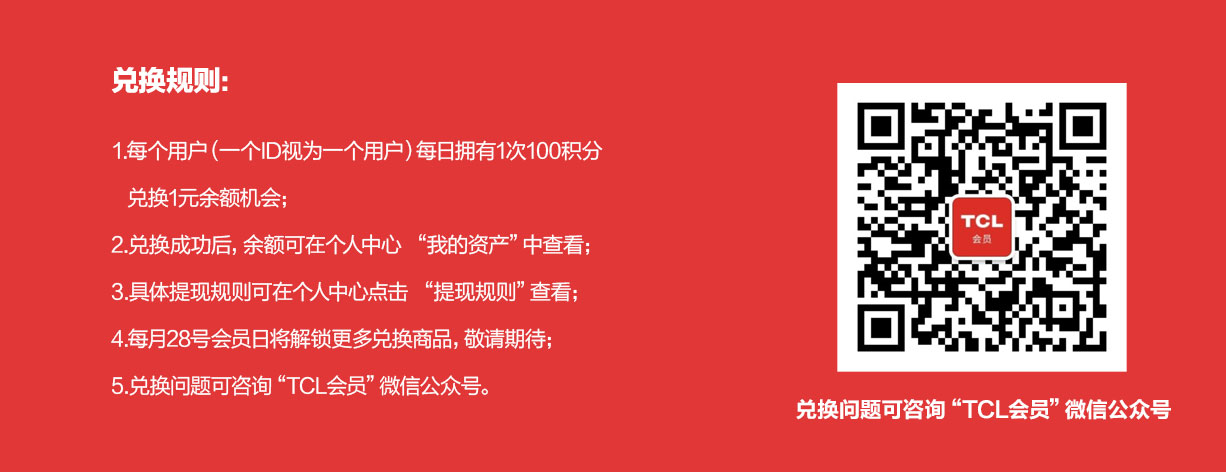 兑换规则:
1.每个用户(一个ID视为一个用户)每日拥有1次100积分
兑换1元余额机会;
2.兑换成功后, 余额可在个人中心 “我的资产” 中查看;
3.具体提现规则可在个人中心点击 “提现规则” 查看;
4.每月28号会员日将解锁更多兑换商品, 敬请期待;
5.兑换问题可咨询 “TCL会员” 微信公众号。
TCL
会员
兑换问题可咨询 “TCL会员” 微信公众号